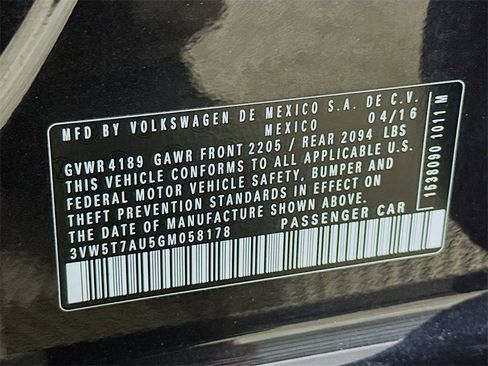 MFD BY VOLKSWAGEN DE MEXICO S.A. DE C.V.
MEXICO 04/16
GVWR 4189 GAWR FRONT 2205 / REAR 2094 LBS
THIS VEHICLE CONFORMS TO ALL APPLICABLE U.S.
FEDERAL MOTOR VEHICLE SAFETY, BUMPER AND
THEFT PREVENTION STANDARDS IN EFFECT ON
THE DATE OF MANUFACTURE SHOWN ABOVE.
3VW5T7AU5GM058178 PASSENGER CAR
1638090 1011 M